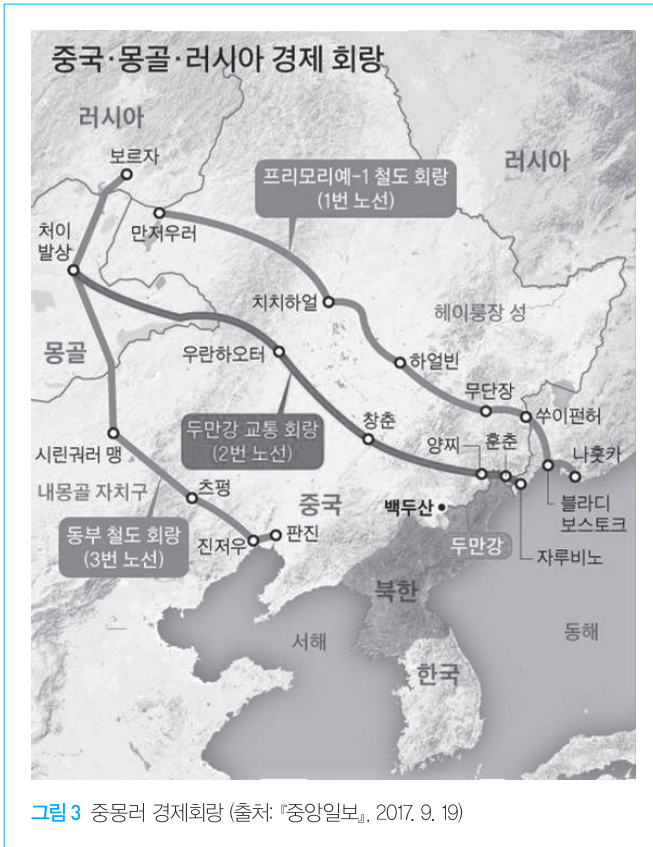 중국·몽골·러시아 경제 회랑
러시아
보르자
러시아
프리모리예-1 철도 회랑
(1번 노선)
처이
발상
만저우러
치치하얼
헤이룽장 성
몽골
우란하오터
하얼빈
무단장
쑤이펀허
두만강 교통 회랑
(2번 노선)
창춘
양찌
훈춘
나홋카
시린궈러 맹
내몽골 자치구
츠펑
중국
백두산
블라디
보스토크
동부 철도 회랑
(3번 노선)
진저우
판진
두만강
자루비노
북한
서해
동해
한국
그림 3 중몽러 경제회랑 (출처: 『중앙일보』, 2017. 9. 19)